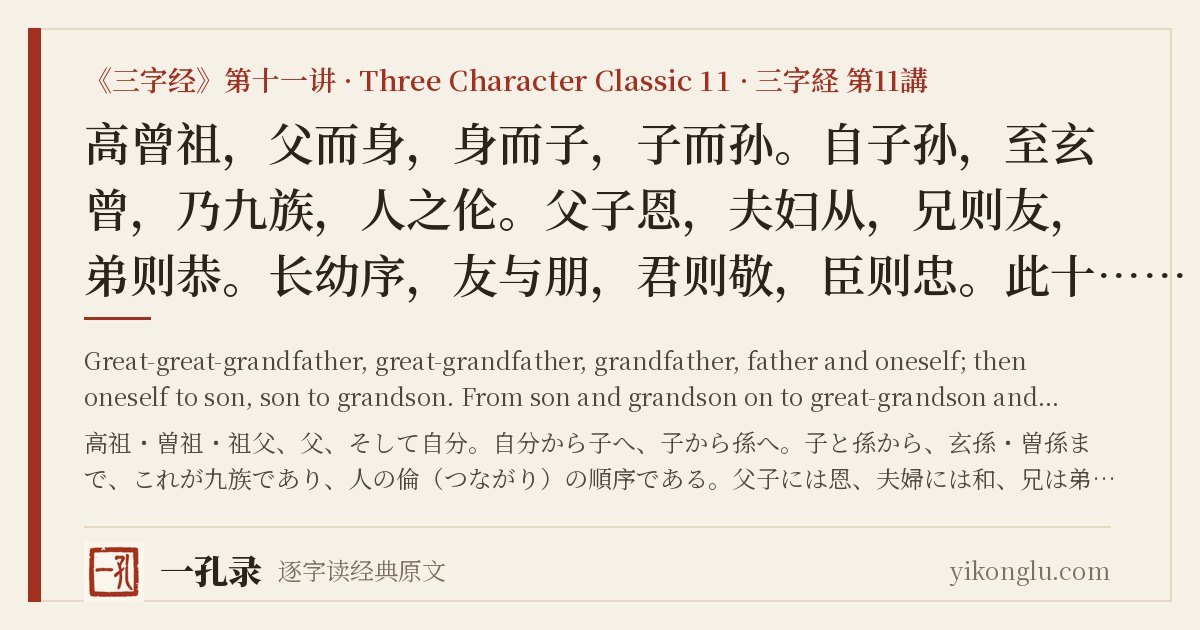 《三字经》第十一讲 · Three Character Classic 11 · 三字経 第11講
高曾祖，父而身，身而子，子而孙。自子孙，至玄
曾，乃九族，人之伦。父子恩，夫妇从，兄则友，
弟则恭。长幼序，友与朋，君则敬，臣则忠。此十……
Great-great-grandfather, great-grandfather, grandfather, father and oneself; then
oneself to son, son to grandson. From son and grandson on to great-grandson and...
高祖・曽祖・祖父、父、そして自分。自分から子へ、子から孫へ。子と孫から、玄孫・曽孫ま
で、これが九族であり、人の倫（つながり）の順序である。父子には恩、夫婦には和、兄は弟…
一孔
一孔录 逐字读经典原文
yikonglu.com